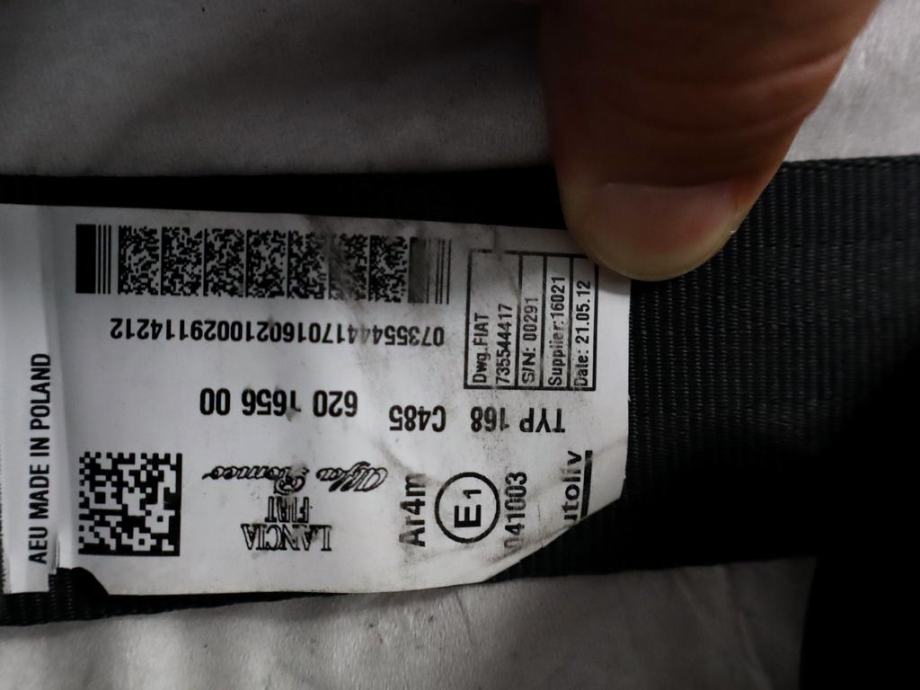 AEU MADE IN POLAND
073554441701602100029114212
Dwg.FIAT
735544417
S/N: 00291
Supplier:16021
Date: 21.05.12
620 1656 00
TYP 168 C485
Alfa Romeo
FIAT
LANCIA
Ar4m
E1
041003
utoliv